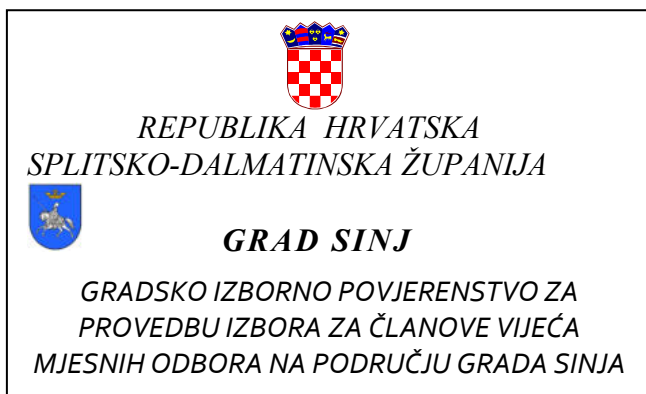 REPUBLIKA HRVATSKA
SPLITSKO-DALMATINSKA ŽUPANIJA
GRAD SINJ
GRADSKO IZBORNO POVJERENSTVO ZA
PROVEDBU IZBORA ZA ČLANOVE VIJEĆA
MJESNIH ODBORA NA PODRUČJU GRADA SINJA